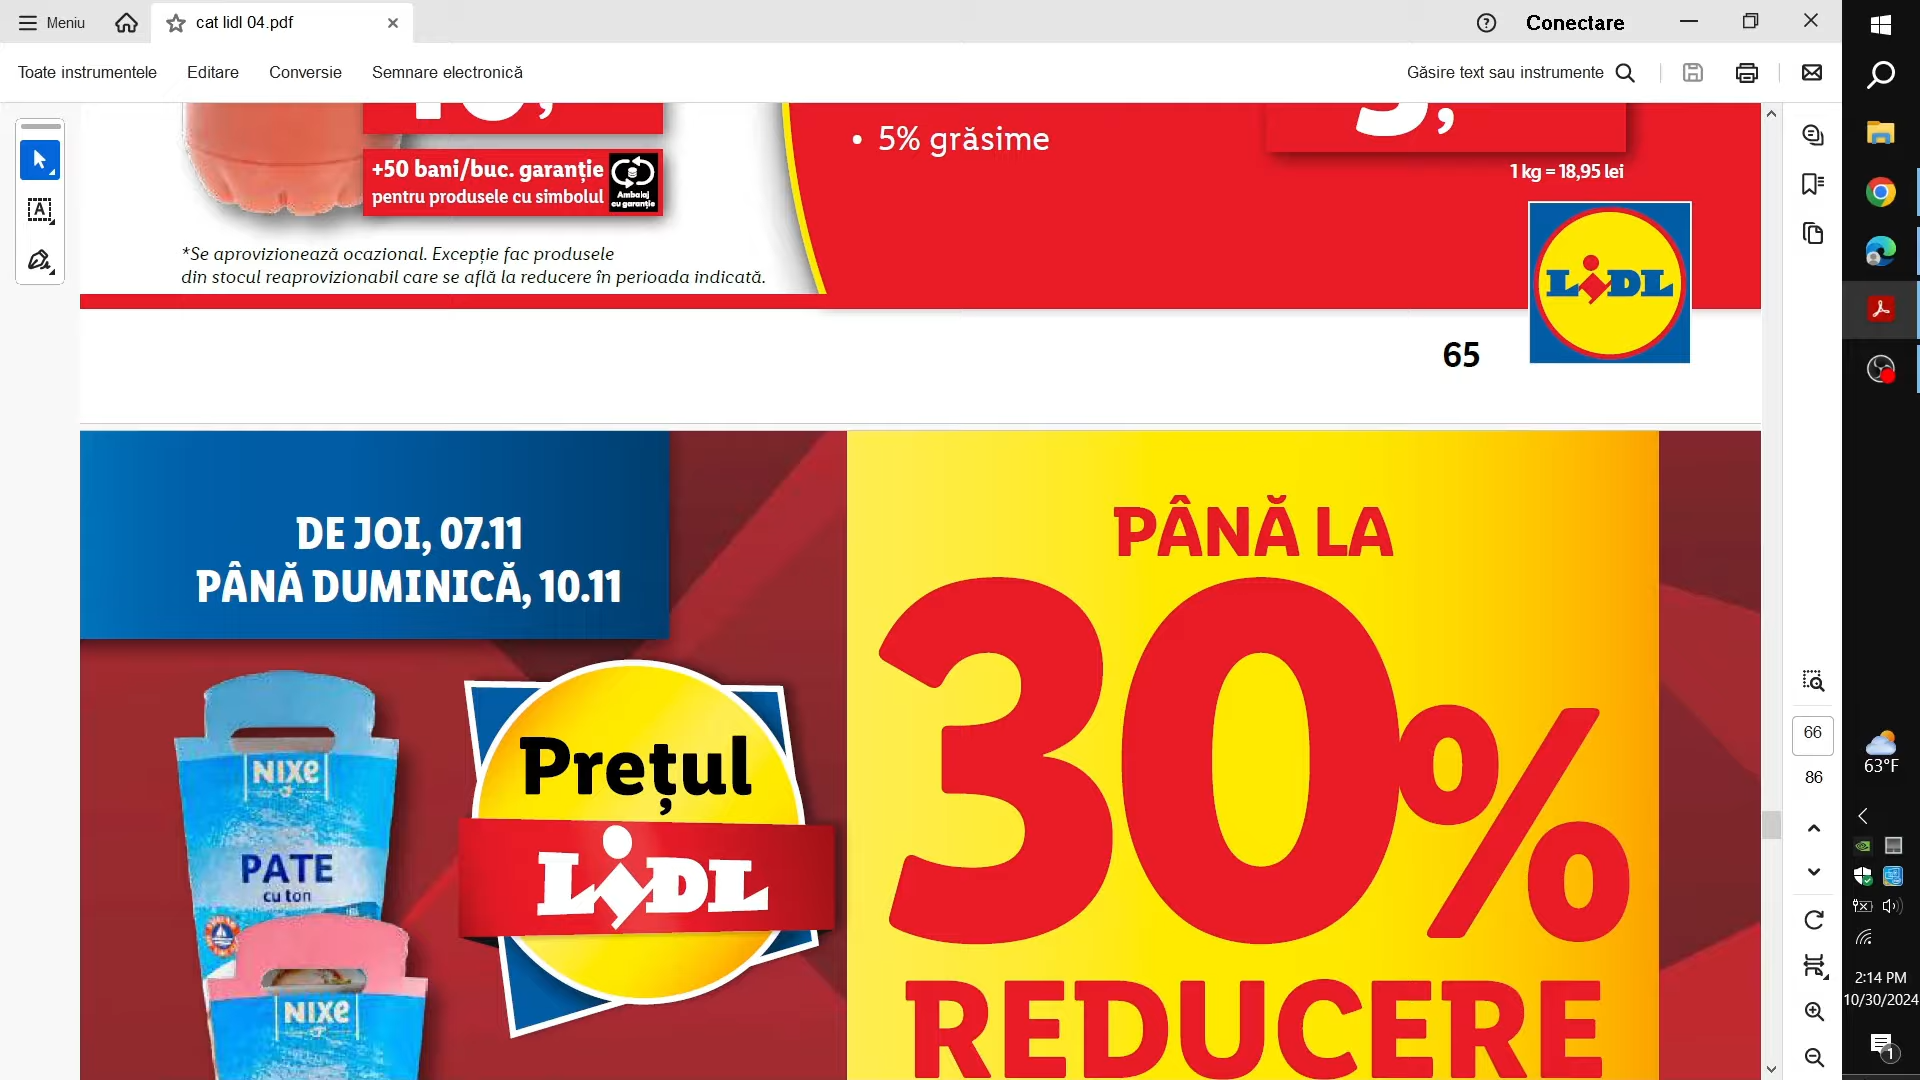 Meniu
cat lidl 04.pdf
Conectare
Toate instrumentele
Editare
Conversie
Semnare electronică
Găsire text sau instrumente
+50 bani/buc. garanție
pentru produsele cu simbolul
Ambalaj
cu garanție
• 5% grăsime
1 kg = 18,95 lei
*Se aprovizionează ocazional. Excepție fac produsele
din stocul reaprovizionabil care se află la reducere în perioada indicată.
LIDL
65
DE JOI, 07.11
PÂNĂ DUMINICĂ, 10.11
PÂNĂ LA
30%
REDUCERE
Prețul
LIDL
NIXE
PATE
cu ton
NIXE
66
86
63°F
2:14 PM
10/30/2024
1